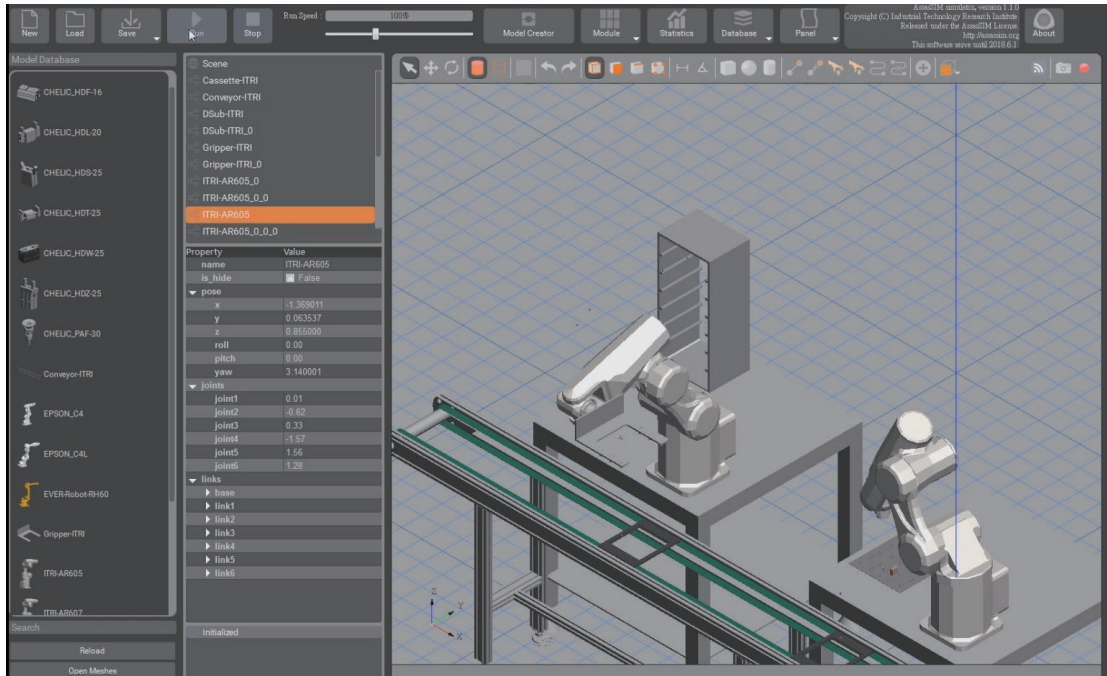 New
Load
Save
Run
Stop
Run Speed :
100%
Model Creator
Module
Statistics
Database
Panel
AssemSIM simulator, version 1.1.0
Copyright (C) Industrial Technology Research Institute
Released under the AssemSIM License.
This software serve until 2018.6.1
About
Model Database
CHELIC_HDF-16
CHELIC_HDL-20
CHELIC_HDS-25
CHELIC_HDT-25
CHELIC_HDW-25
CHELIC_HDZ-25
CHELIC_PAF-30
Conveyor-ITRI
EPSON_C4
EPSON_C4L
EVER-Robot-RH60
Gripper-ITRI
ITRI-AR605
ITRI-AR607
Search
Reload
Open Meshes
Scene
Cassette-ITRI
Conveyor-ITRI
DSub-ITRI
DSub-ITRI_0
Gripper-ITRI
Gripper-ITRI_0
ITRI-AR605_0
ITRI-AR605_0_0
ITRI-AR605
ITRI-AR605_0_0_0
Property Value
name ITRI-AR605
is_hide False
pose
x -1.369011
y 0.063537
z 0.855000
roll 0.00
pitch 0.00
yaw 3.140001
joints
joint1 0.01
joint2 -0.62
joint3 0.33
joint4 -1.57
joint5 1.56
joint6 1.28
links
base
link1
link2
link3
link4
link5
link6
Initialized
Z
Y
X